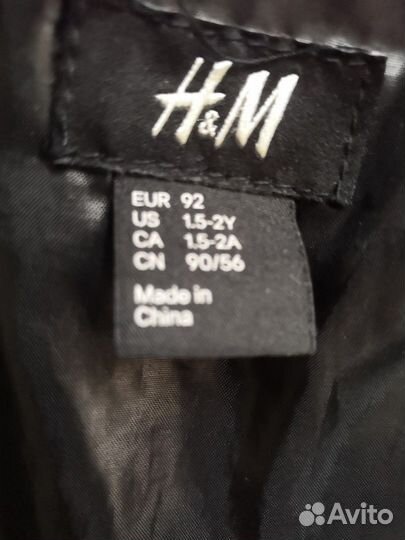 H&M
EUR 92
US 1.5-2Y
CA 1.5-2A
CN 90/56
Made in
China
Avito